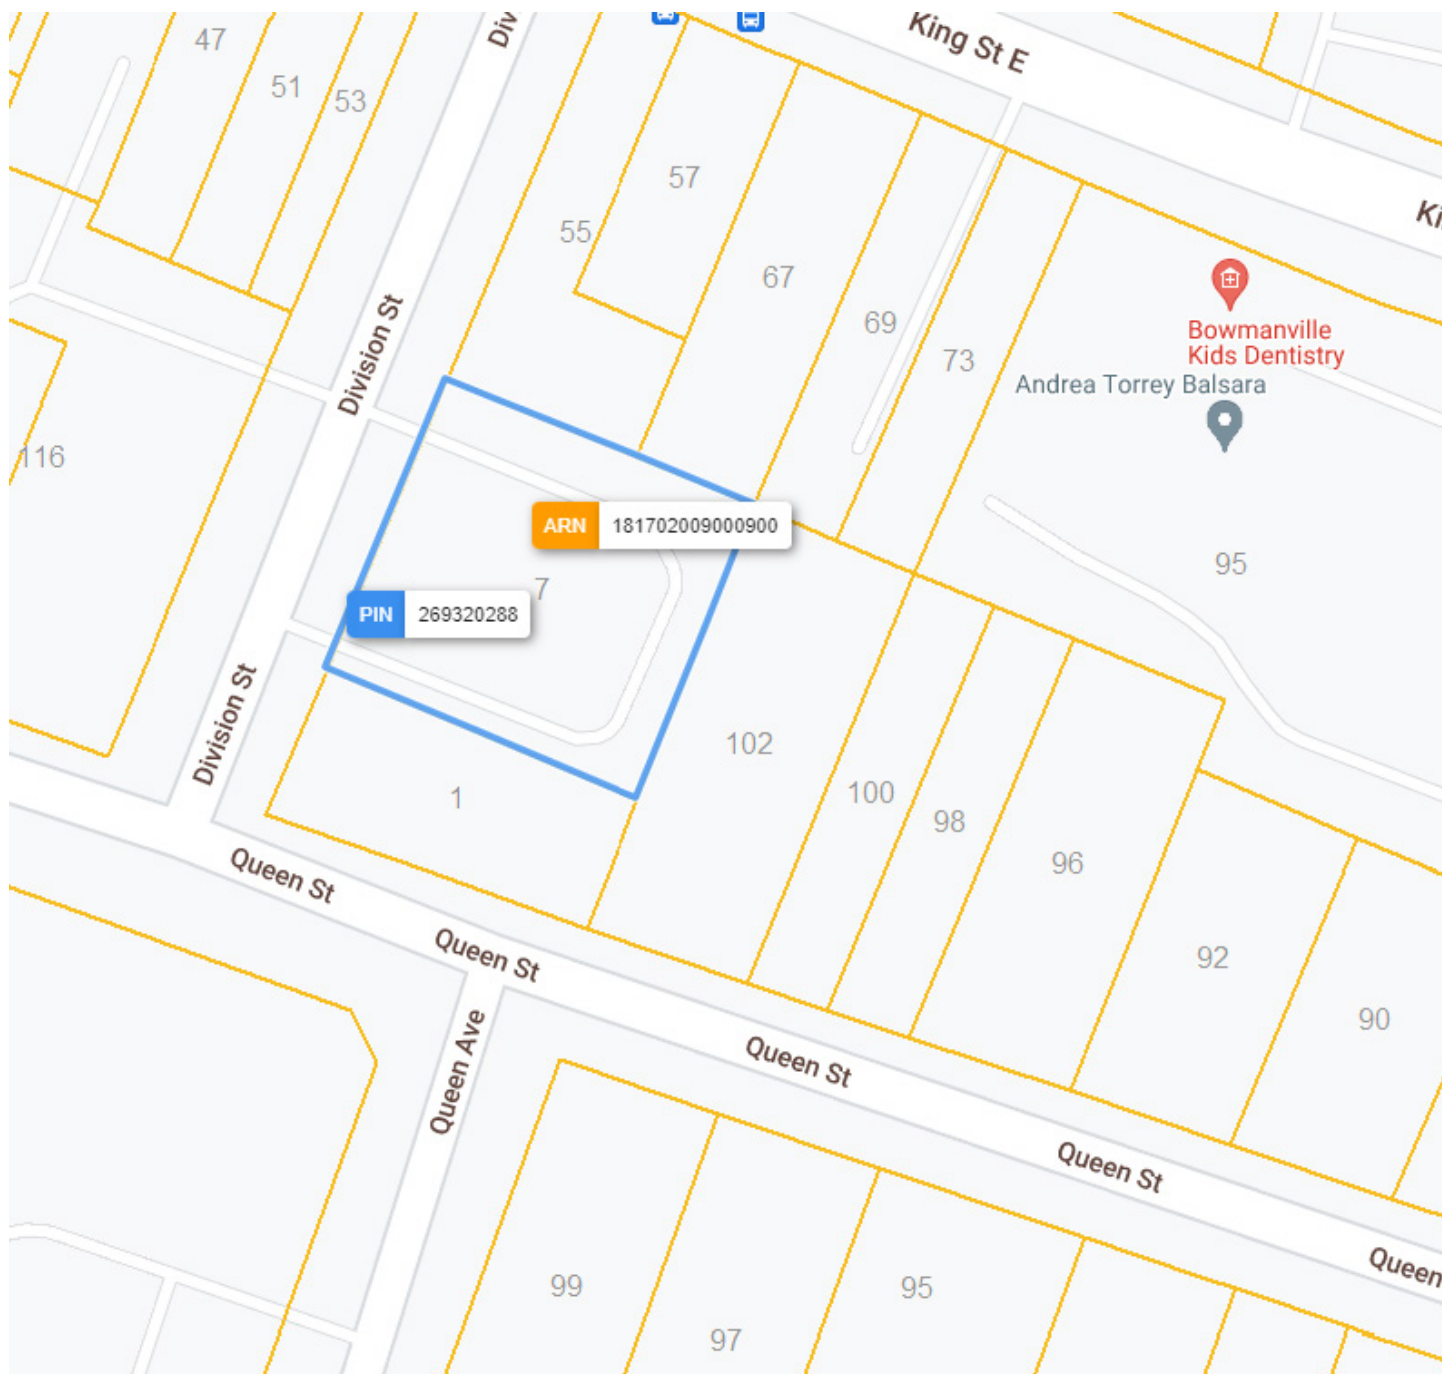 47
51
53
Div
King St E
Ki
57
55
67
69
73
Bowmanville
Kids Dentistry
Andrea Torrey Balsara
Division St
116
ARN 181702009000900
7
PIN 269320288
95
Division St
102
1
100
98
96
92
90
Queen St
Queen St
Queen Ave
Queen St
Queen St
Queen
99
95
97